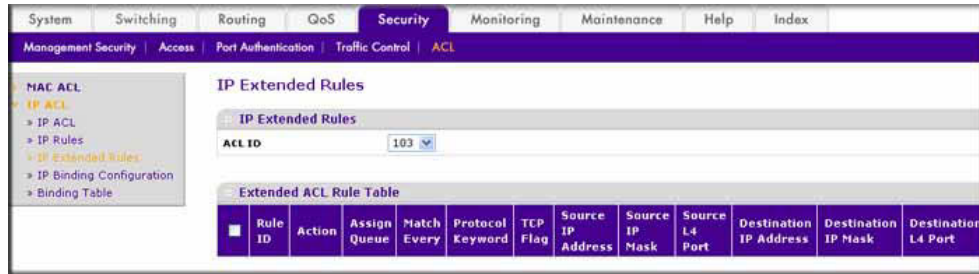 System Switching Routing QoS Security Monitoring Maintenance Help Index
Management Security | Access | Port Authentication | Traffic Control | ACL
MAC ACL
IP ACL
» IP ACL
» IP Rules
» IP Extended Rules
» IP Binding Configuration
» Binding Table
IP Extended Rules
IP Extended Rules
ACL ID 103
Extended ACL Rule Table
Rule ID Action Assign Queue Match Every Protocol Keyword TCP Flag Source IP Address Source IP Mask Source L4 Port Destination IP Address Destination IP Mask Destination L4 Port